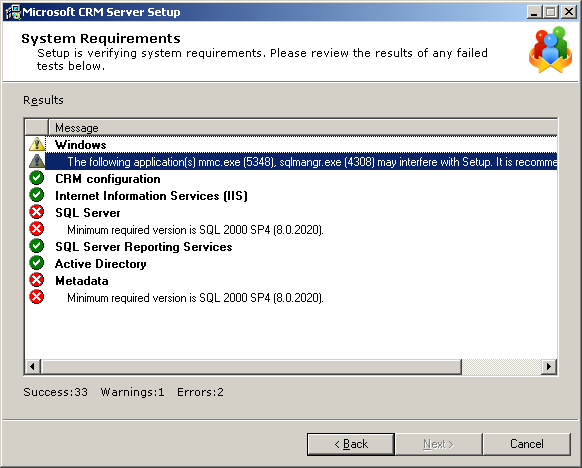 Microsoft CRM Server Setup
System Requirements
Setup is verifying system requirements. Please review the results of any failed
tests below.
Results
Message
Windows
The following application(s) mmc.exe (5348), sqlmangr.exe (4308) may interfere with Setup. It is recomme
CRM configuration
Internet Information Services (IIS)
SQL Server
Minimum required version is SQL 2000 SP4 (8.0.2020).
SQL Server Reporting Services
Active Directory
Metadata
Minimum required version is SQL 2000 SP4 (8.0.2020).
Success:33 Warnings:1 Errors:2
< Back Next > Cancel